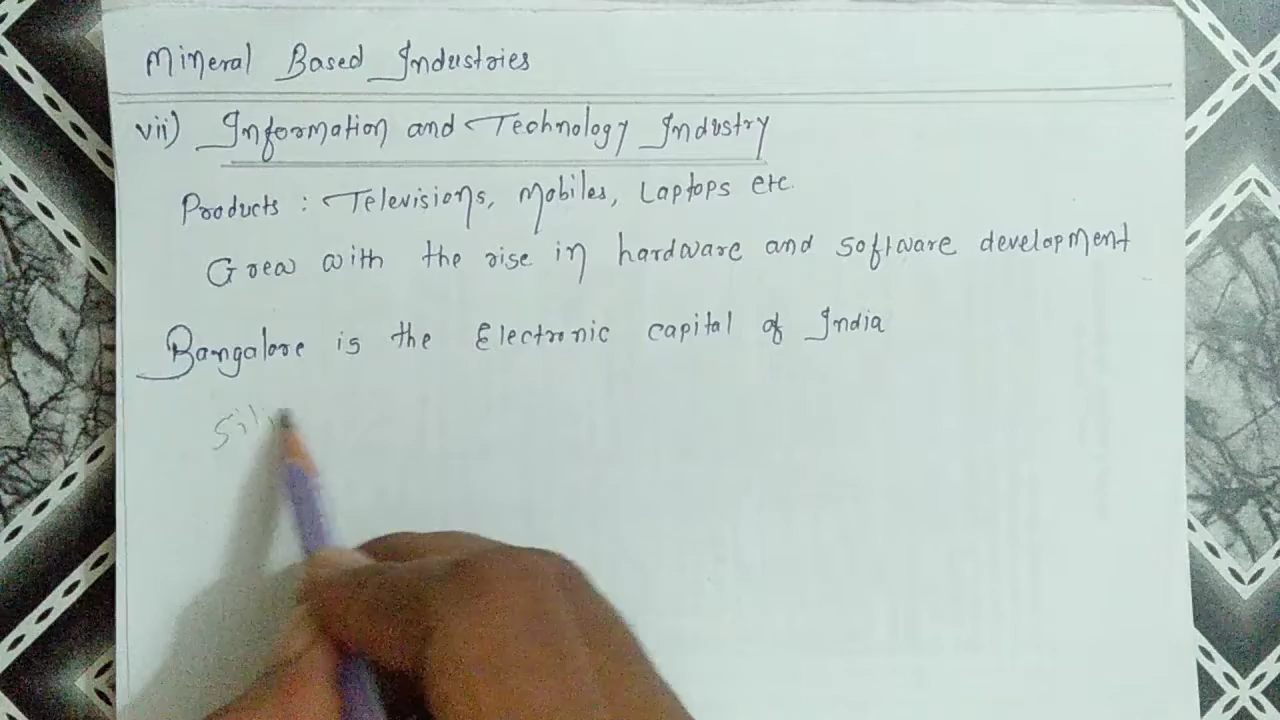 Mineral Based Industries
vii) Information and Technology Industry
Products : Televisions, Mobiles, Laptops etc.
Grew with the rise in hardware and software development
Bangalore is the Electronic capital of India
Sili